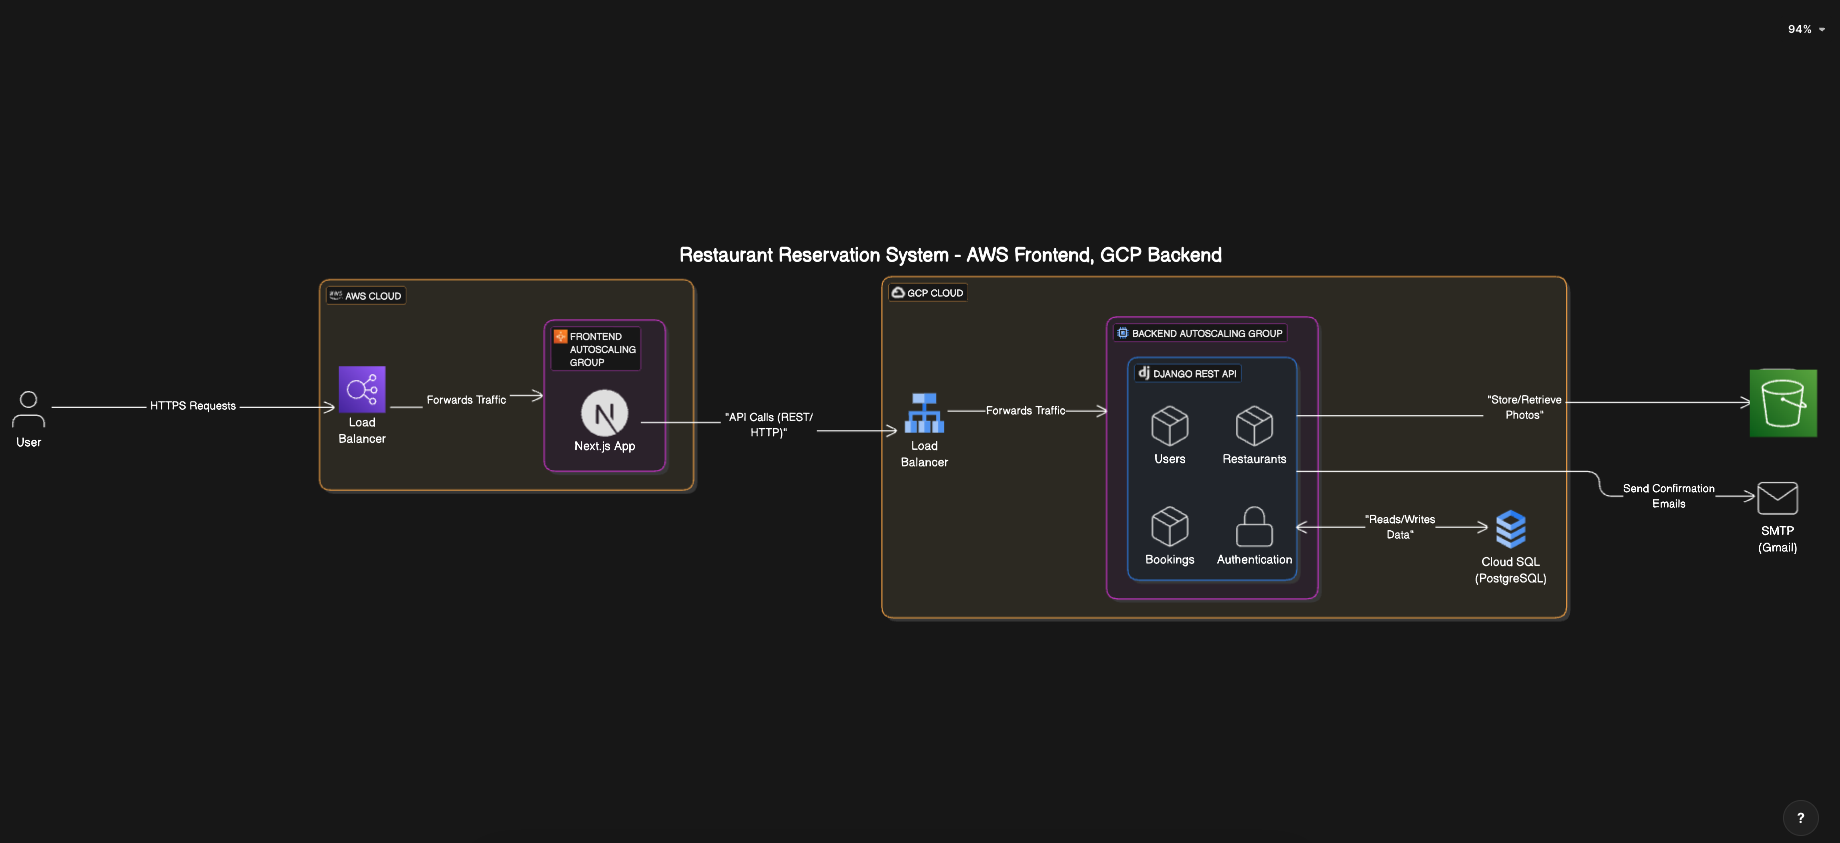 94%
Restaurant Reservation System - AWS Frontend, GCP Backend
aws AWS CLOUD
FRONTEND
AUTOSCALING
GROUP
User
HTTPS Requests
Load
Balancer
Forwards Traffic
N
Next.js App
"API Calls (REST/
HTTP)"
GCP CLOUD
Load
Balancer
Forwards Traffic
BACKEND AUTOSCALING GROUP
dj DJANGO REST API
Users
Restaurants
Bookings
Authentication
"Store/Retrieve
Photos"
Send Confirmation
Emails
"Reads/Writes
Data"
Cloud SQL
(PostgreSQL)
SMTP
(Gmail)
?